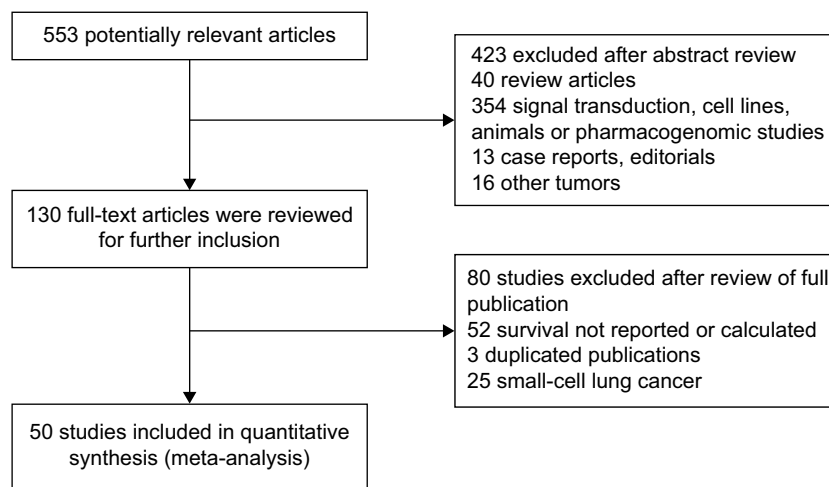 553 potentially relevant articles
423 excluded after abstract review
40 review articles
354 signal transduction, cell lines,
animals or pharmacogenomic studies
13 case reports, editorials
16 other tumors
130 full-text articles were reviewed
for further inclusion
80 studies excluded after review of full
publication
52 survival not reported or calculated
3 duplicated publications
25 small-cell lung cancer
50 studies included in quantitative
synthesis (meta-analysis)